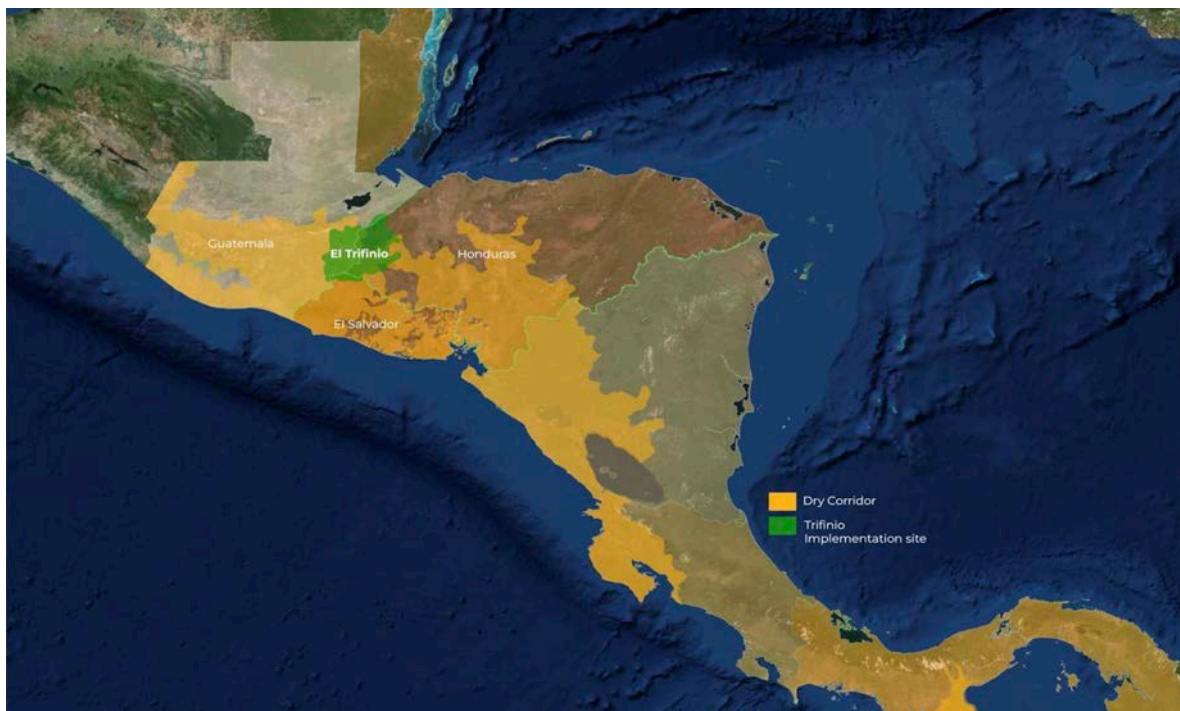 Guatemala
El Trifinio
Honduras
El Salvador
Dry Corridor
Trifinio
Implementation site